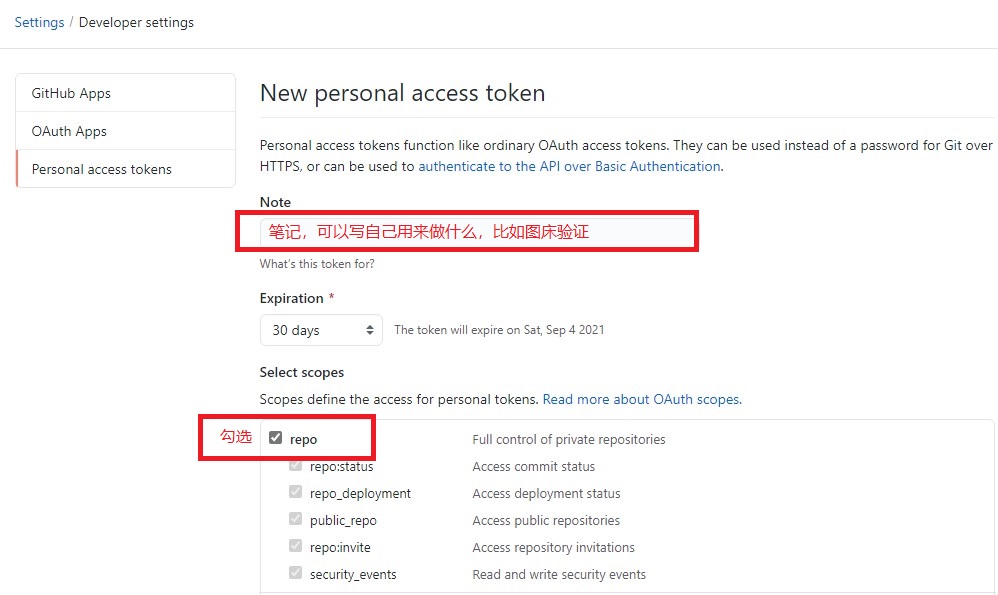 Settings / Developer settings
GitHub Apps
OAuth Apps
Personal access tokens
New personal access token
Personal access tokens function like ordinary OAuth access tokens. They can be used instead of a password for Git over
HTTPS, or can be used to authenticate to the API over Basic Authentication.
Note
笔记，可以写自己用来做什么，比如图床验证
What's this token for?
Expiration *
30 days The token will expire on Sat, Sep 4 2021
Select scopes
Scopes define the access for personal tokens. Read more about OAuth scopes.
勾选 repo Full control of private repositories
repo:status Access commit status
repo_deployment Access deployment status
public_repo Access public repositories
repo:invite Access repository invitations
security_events Read and write security events